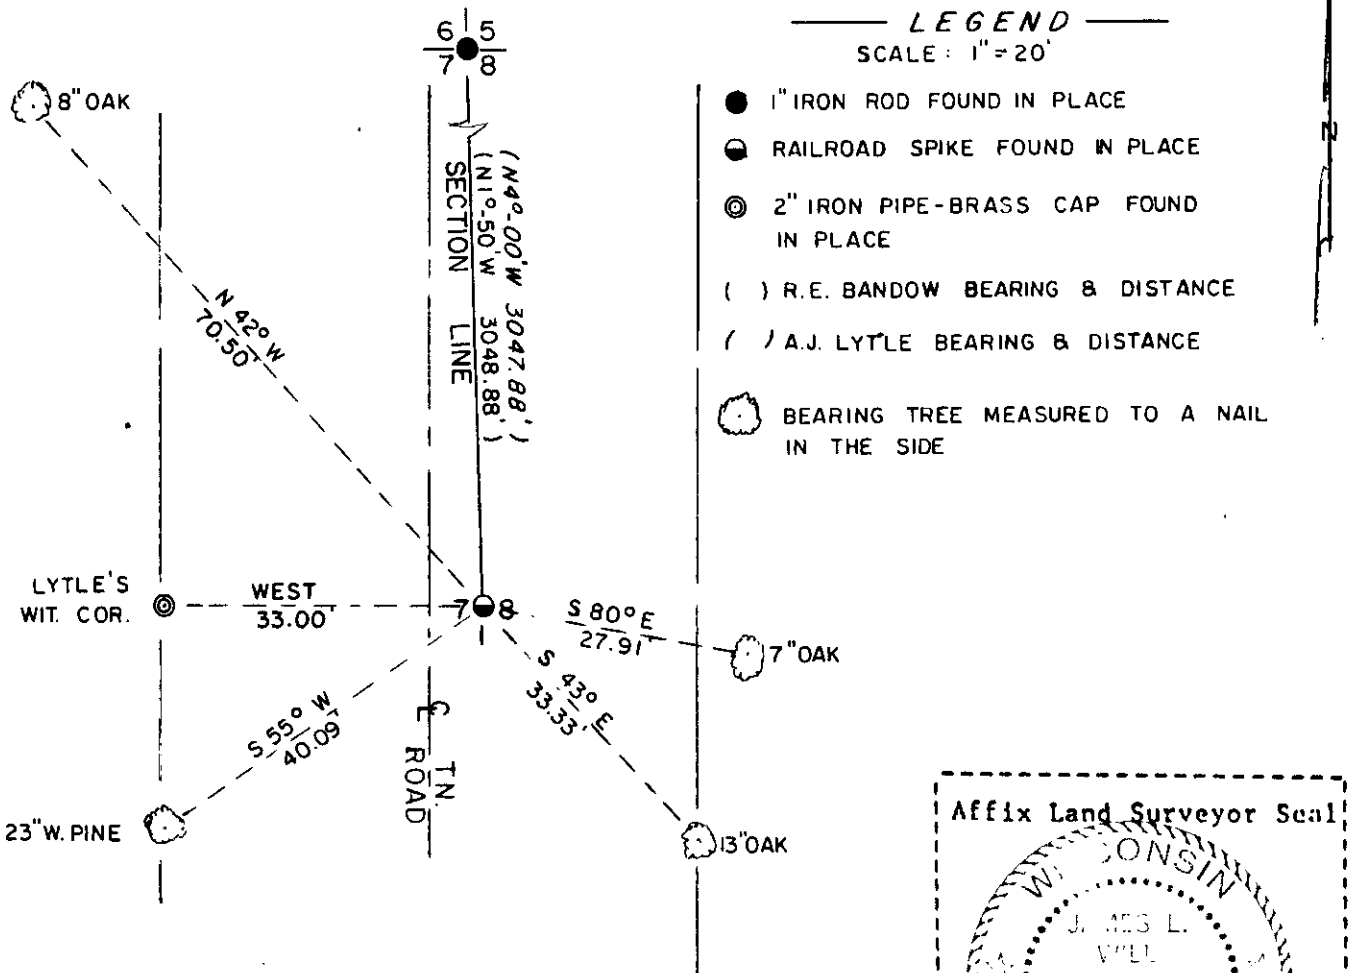 LEGEND
SCALE: 1"=20'
1" IRON ROD FOUND IN PLACE
RAILROAD SPIKE FOUND IN PLACE
2" IRON PIPE-BRASS CAP FOUND
IN PLACE
( ) R.E. BANDOW BEARING & DISTANCE
( ) A.J. LYTLE BEARING & DISTANCE
BEARING TREE MEASURED TO A NAIL
IN THE SIDE
N
6 5
7 8
8" OAK
(N4°-00'W 3047.88')
(N1°-50'W 3048.88')
SECTION LINE
N 42° W
70.50'
LYTLE'S
WIT. COR.
WEST
33.00'
7 8
S 80° E
27.91'
7" OAK
S 43° E
33.33'
S 55° W
40.09'
23" W. PINE
13" OAK
CL
TN.
ROAD
Affix Land Surveyor Seal
CONSIN
L.